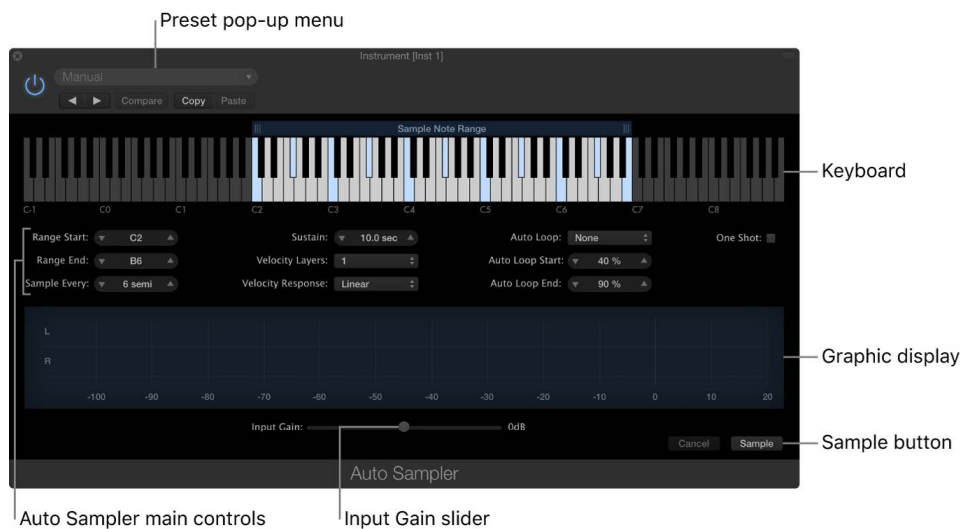 Preset pop-up menu
Instrument [Inst 1]
Manual
Compare Copy Paste
Sample Note Range
Keyboard
C-1 C0 C1 C2 C3 C4 C5 C6 C7 C8
Range Start: C2 Sustain: 10.0 sec Auto Loop: None One Shot:
Range End: B6 Velocity Layers: 1 Auto Loop Start: 40 %
Sample Every: 6 semi Velocity Response: Linear Auto Loop End: 90 %
L
Graphic display
R
-100 -90 -80 -70 -60 -50 -40 -30 -20 -10 0 10 20
Input Gain: 0dB
Cancel Sample
Sample button
Auto Sampler
Auto Sampler main controls
Input Gain slider